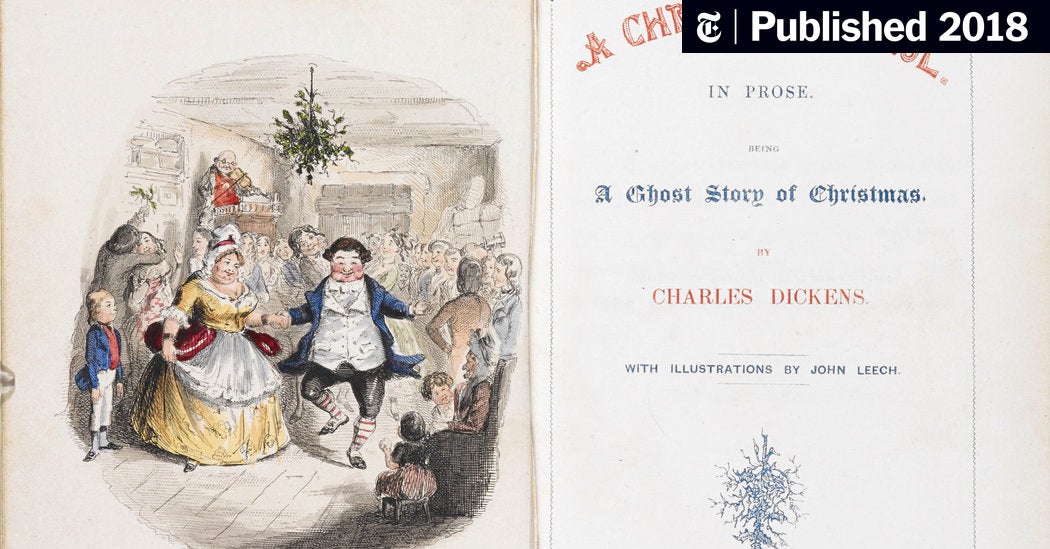 Published 2018
A
IN PROSE.
BEING
A Ghost Story of Christmas.
BY
CHARLES DICKENS.
WITH ILLUSTRATIONS BY JOHN LEECH.